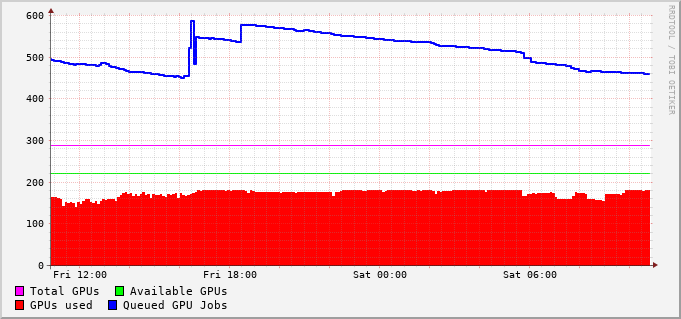 600
500
400
300
200
100
0
Fri 12:00 Fri 18:00 Sat 00:00 Sat 06:00
Total GPUs Available GPUs
GPUs used Queued GPU Jobs
RRDTOOL / TOBI OETIKER